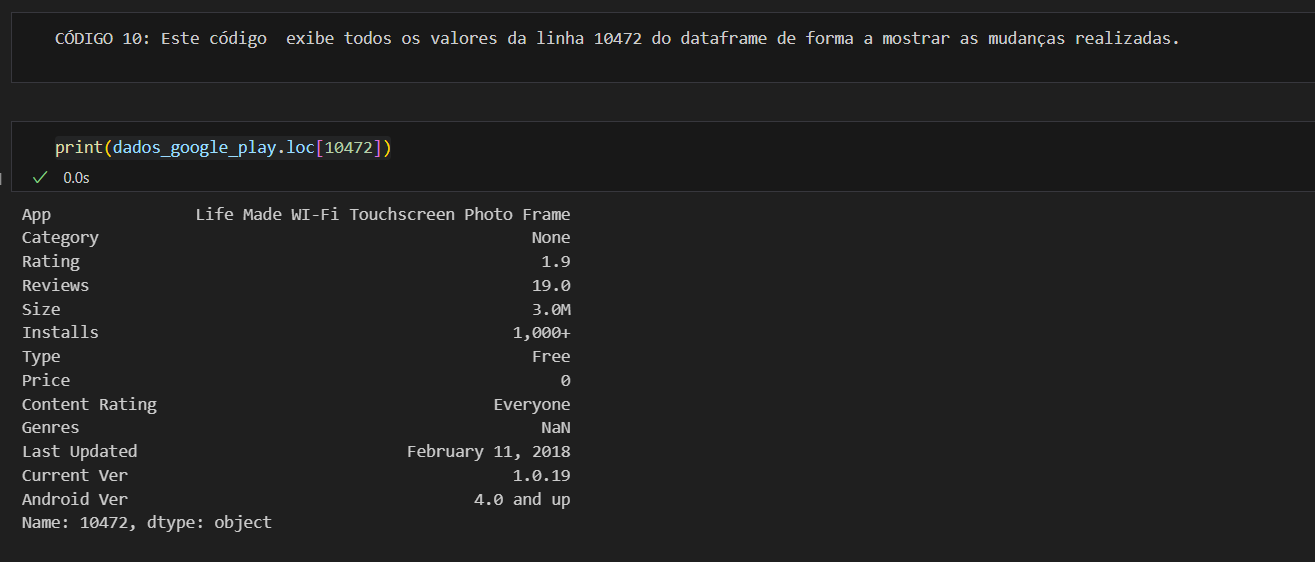 CÓDIGO 10: Este código  exibe todos os valores da linha 10472 do dataframe de forma a mostrar as mudanças realizadas.
print(dados_google_play.loc[10472])
0.0s
App               Life Made WI-Fi Touchscreen Photo Frame
Category                                             None
Rating                                                1.9
Reviews                                              19.0
Size                                                 3.0M
Installs                                           1,000+
Type                                                 Free
Price                                                   0
Content Rating                                   Everyone
Genres                                                NaN
Last Updated                            February 11, 2018
Current Ver                                        1.0.19
Android Ver                                    4.0 and up
Name: 10472, dtype: object